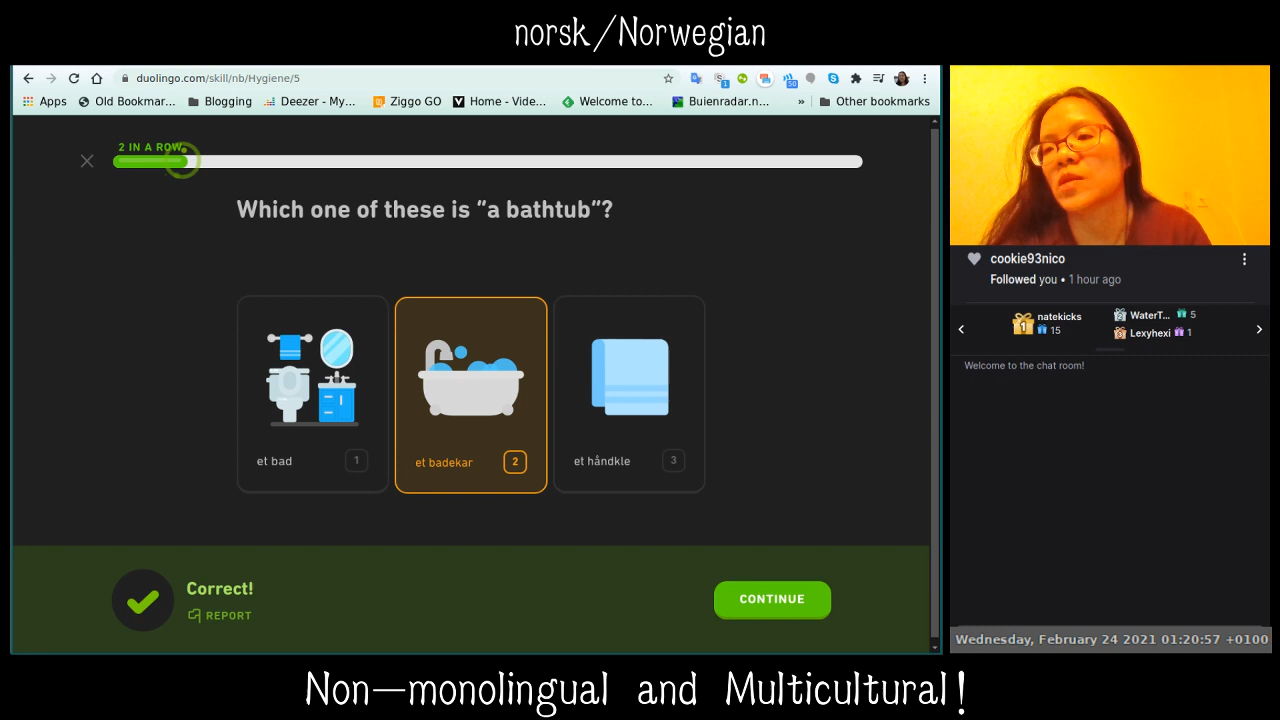 norsk/Norwegian
duolingo.com/skill/nb/Hygiene/5
Apps Old Bookmar... Blogging Deezer - My... Ziggo GO Home - Vide... Welcome to... Buienradar.n... » Other bookmarks
2 IN A ROW
Which one of these is “a bathtub”?
et bad 1
et badekar 2
et håndkle 3
Correct!
REPORT
CONTINUE
cookie93nico
Followed you • 1 hour ago
natekicks
15
WaterT... 5
Lexyhexi 1
Welcome to the chat room!
Wednesday, February 24 2021 01:20:57 +0100
Non-monolingual and Multicultural!